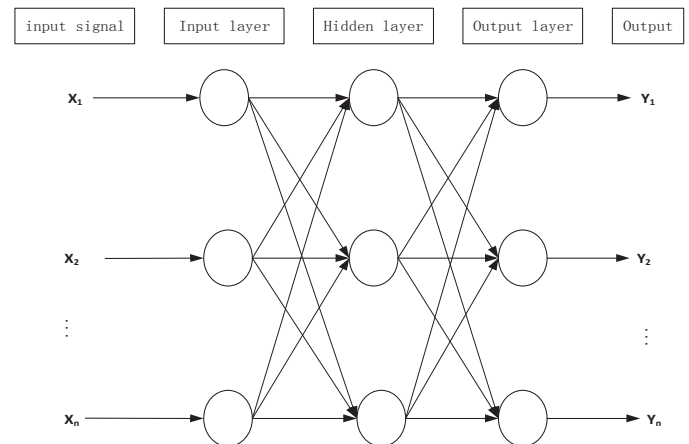 input signal
Input layer
Hidden layer
Output layer
Output
X₁
Y₁
X₂
Y₂
⋮
⋮
Xₙ
Yₙ